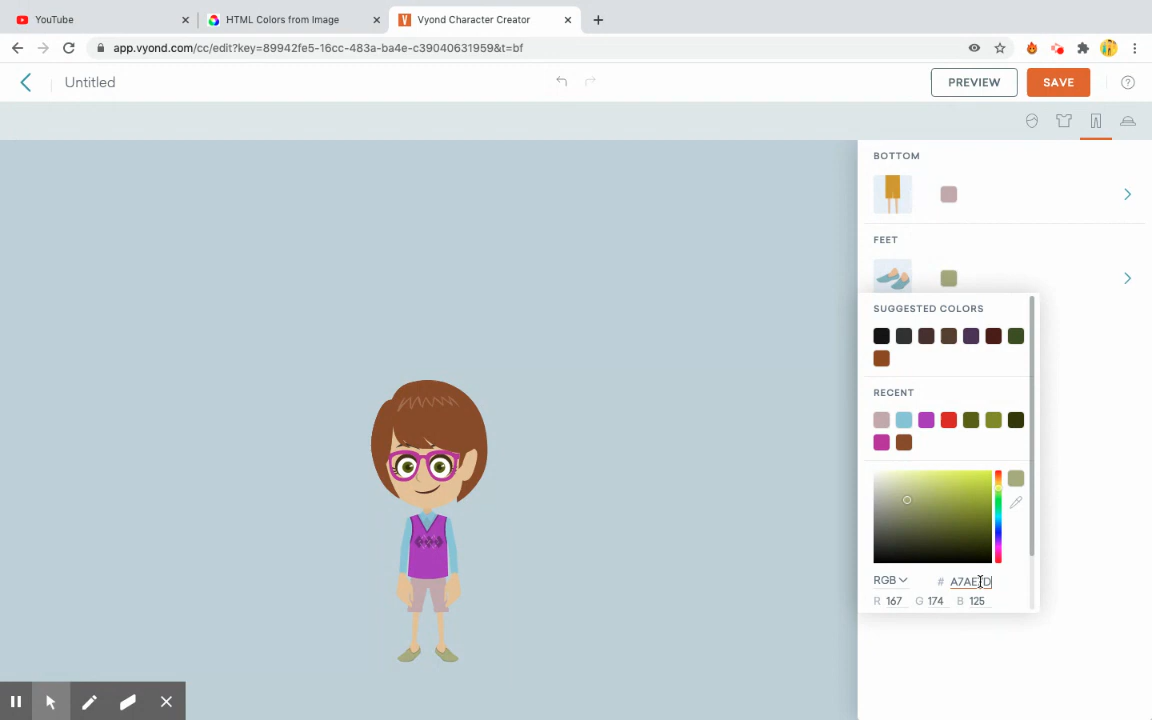 YouTube
HTML Colors from Image
Vyond Character Creator
app.vyond.com/cc/edit?key=89942fe5-16cc-483a-ba4e-c39040631959&t=bf
Untitled
PREVIEW
SAVE
BOTTOM
FEET
SUGGESTED COLORS
RECENT
RGB
# A7AE7D
R 167 G 174 B 125